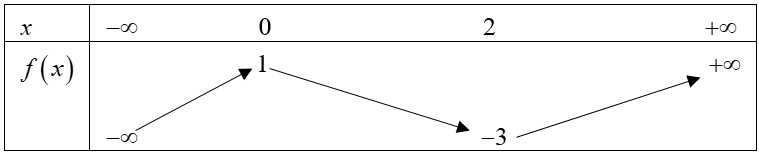 x −∞ 0 2 +∞
f(x) 1 +∞
−∞ −3